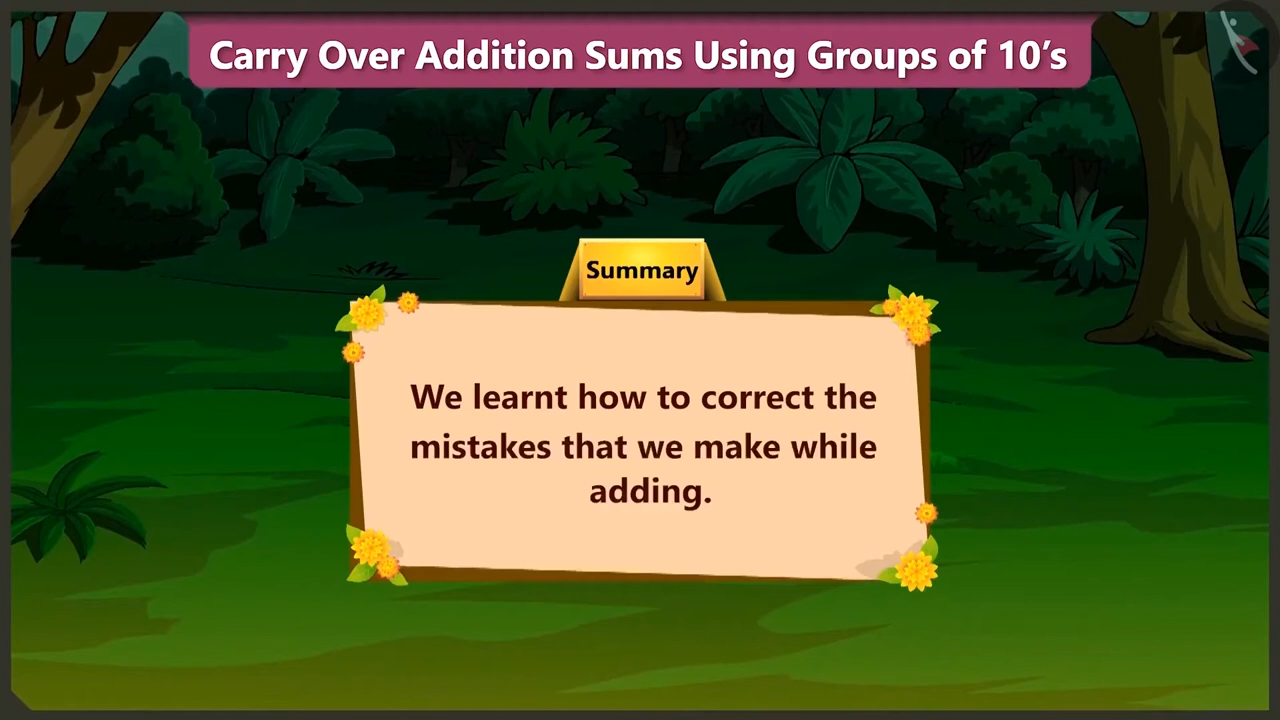 Carry Over Addition Sums Using Groups of 10’s
Summary
We learnt how to correct the
mistakes that we make while
adding.